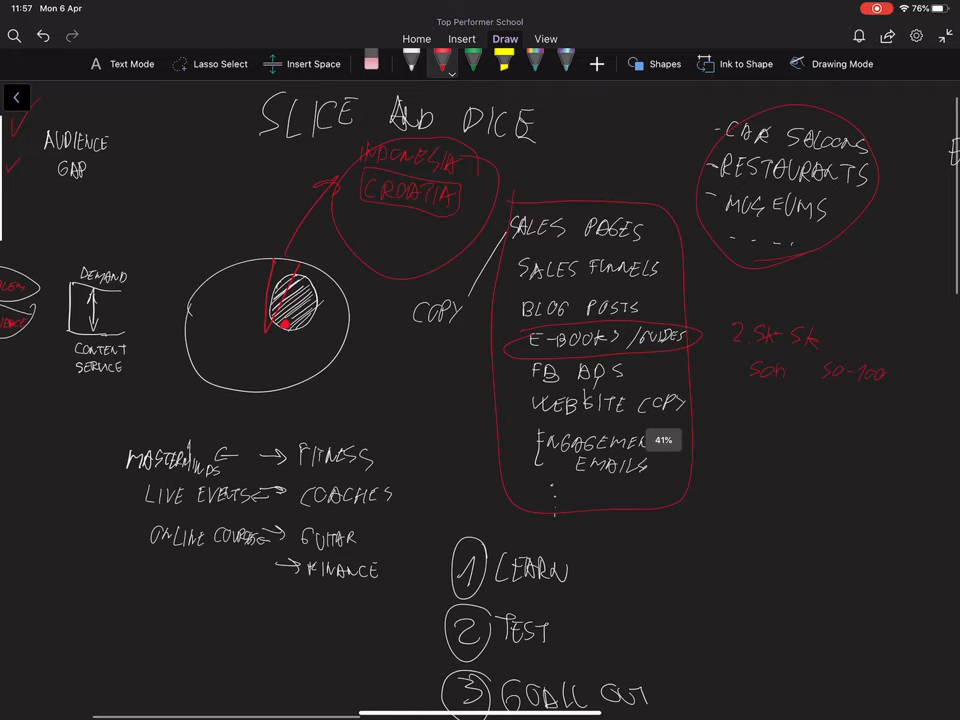 11:57 Mon 6 Apr
76%
Top Performer School
Home Insert Draw View
Text Mode
Lasso Select
Insert Space
Shapes
Ink to Shape
Drawing Mode
SLICE AND DICE
AUDIENCE
GAP
INDONESIA
CROATIA
- CAR SALOONS
- RESTAURANTS
- MUSEUMS
- - . .
DEMAND
CONTENT
SERVICE
COPY
SALES PAGES
SALES FUNNELS
BLOG POSTS
E-BOOKS/GUIDES
FB ADS
WEBSITE COPY
ENGAGEMEN
EMAILS
41%
2.5K-5K
50h 50-100
MASTERMINDS ← → FITNESS
LIVE EVENTS ← → COACHES
ONLINE COURSE ← → GUITAR
→ FINANCE
1 LEARN
2 TEST
3 GO ALL OUT